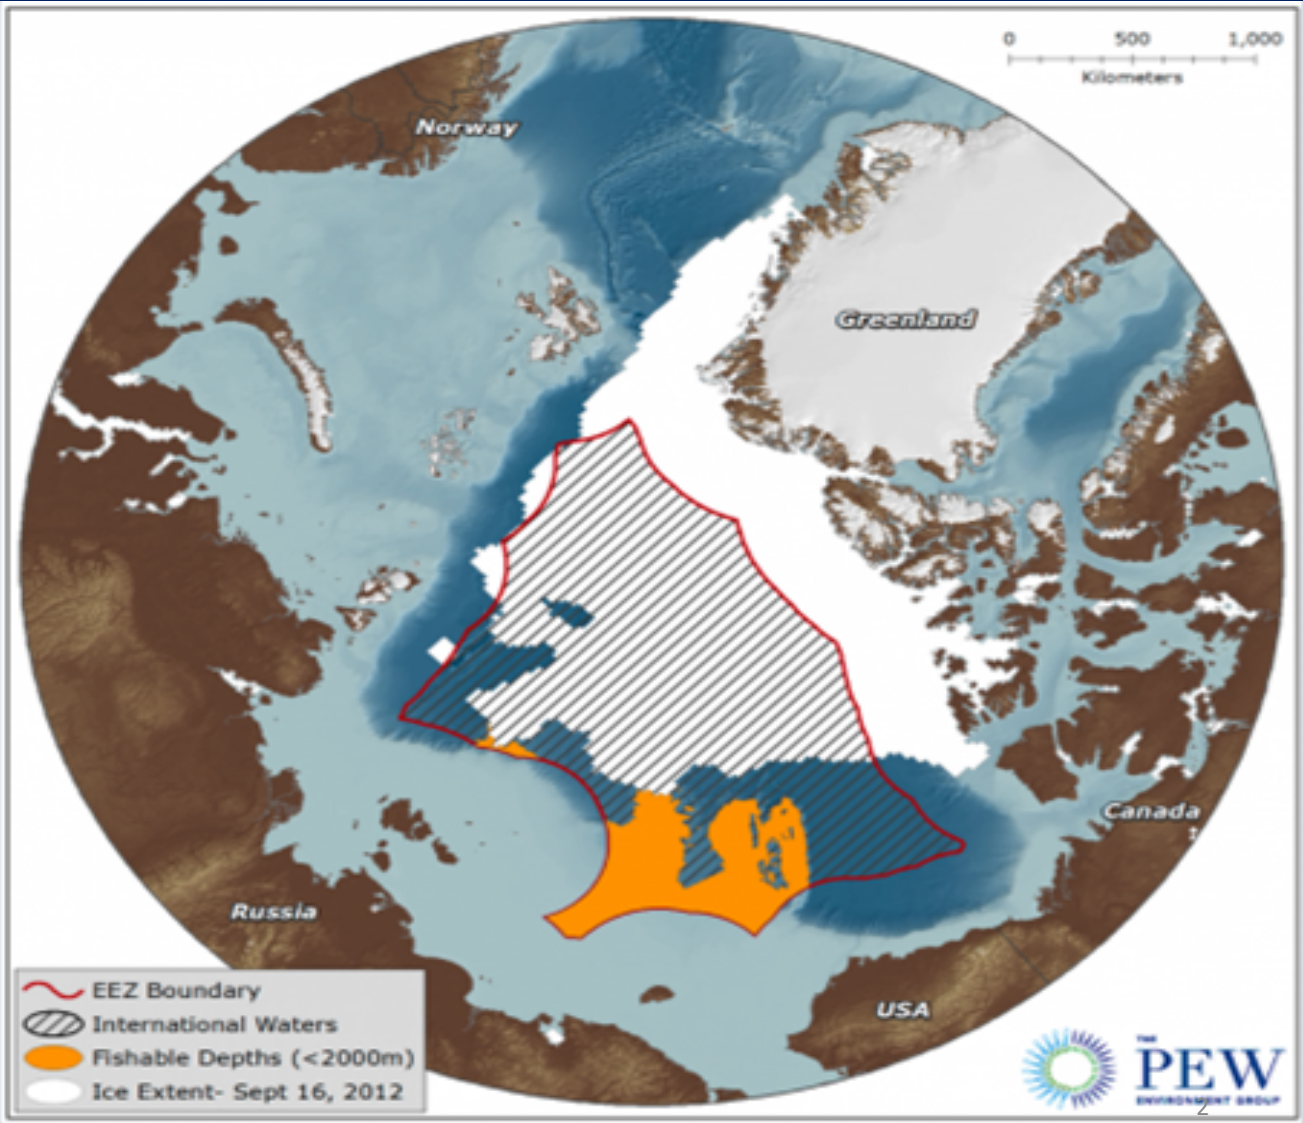 0 500 1,000
Kilometers
Norway
Greenland
Canada
Russia
USA
EEZ Boundary
International Waters
Fishable Depths (<2000m)
Ice Extent- Sept 16, 2012
THE
PEW
ENVIRONMENT GROUP
2